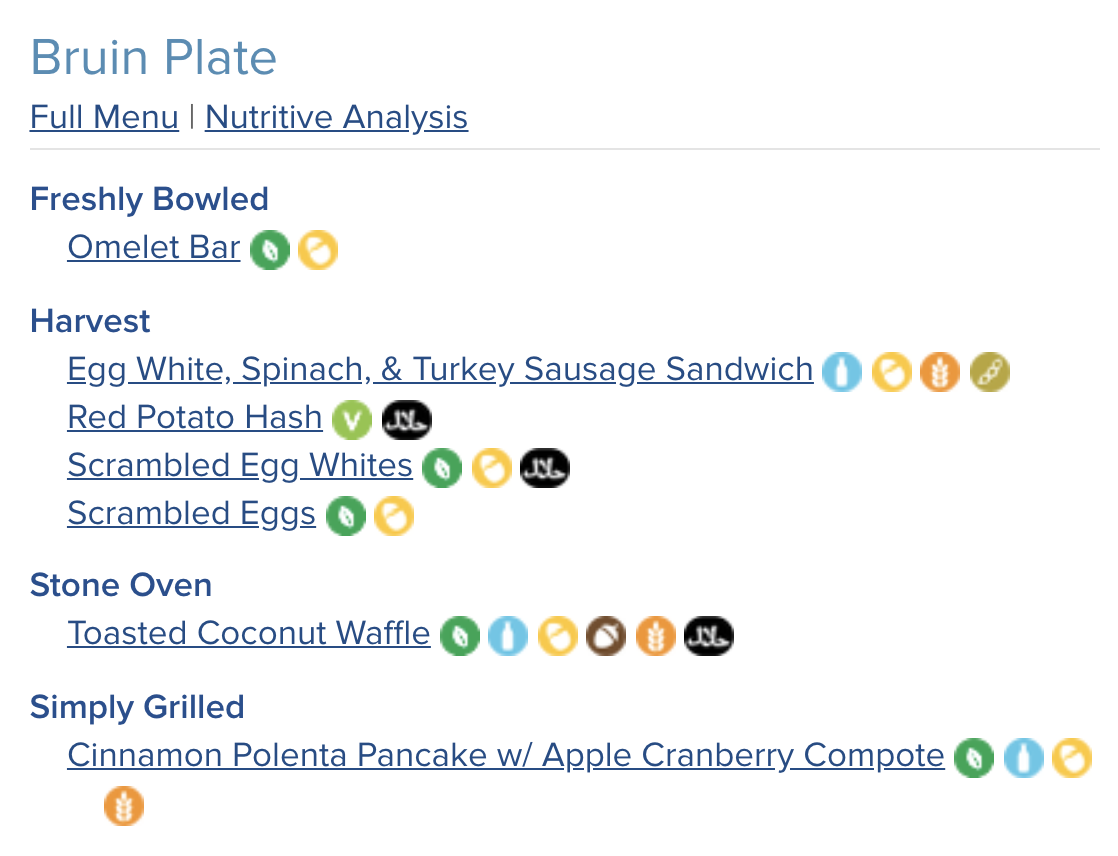 Bruin Plate
Full Menu | Nutritive Analysis
Freshly Bowled
Omelet Bar
Harvest
Egg White, Spinach, & Turkey Sausage Sandwich
Red Potato Hash V حلال
Scrambled Egg Whites حلال
Scrambled Eggs
Stone Oven
Toasted Coconut Waffle حلال
Simply Grilled
Cinnamon Polenta Pancake w/ Apple Cranberry Compote